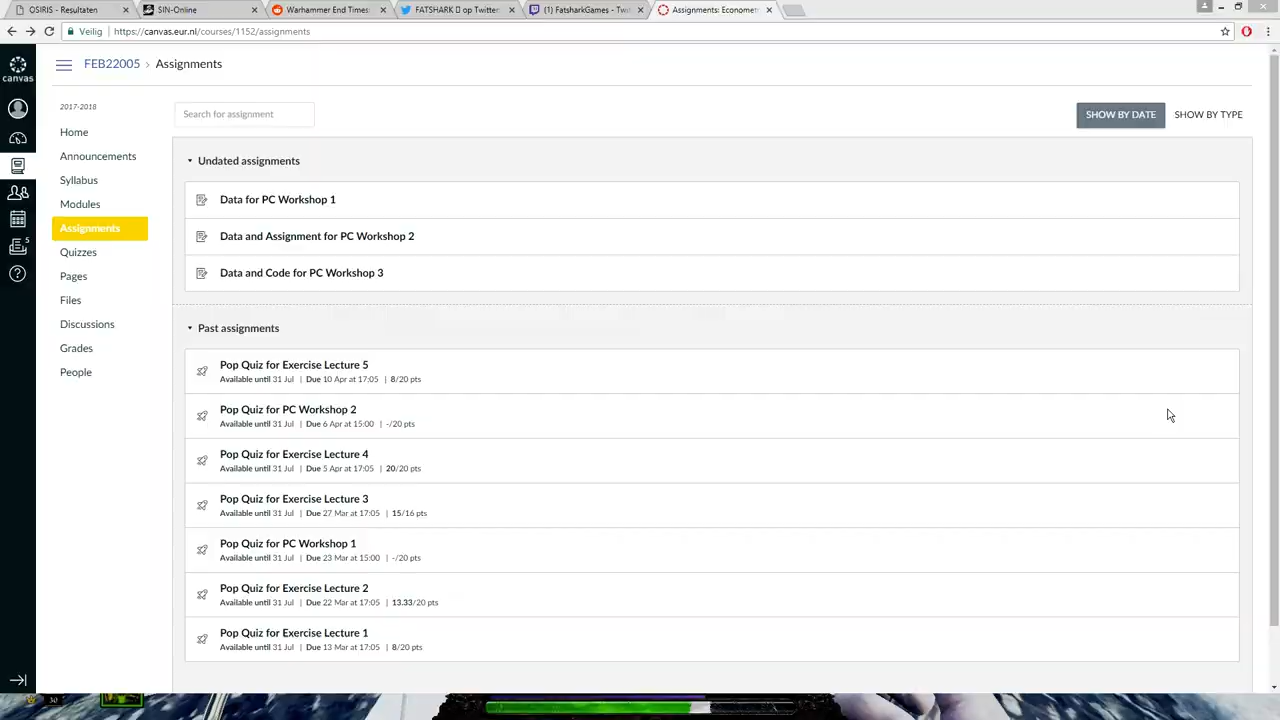 OSIRIS - Resulten
SIN-Online
Warhammer End Times:
FATSHARK on Twitter
(1) FatsharkGames - Twit
Assignments: Economet
Veilig
https://canvas.eur.nl/courses/1152/assignments
canvas
FEB22005 › Assignments
2017-2018
Search for assignment
SHOW BY DATE
SHOW BY TYPE
Home
Announcements
Syllabus
Modules
Assignments
Quizzes
Pages
Files
Discussions
Grades
People
5
Undated assignments
Data for PC Workshop 1
Data and Assignment for PC Workshop 2
Data and Code for PC Workshop 3
Past assignments
Pop Quiz for Exercise Lecture 5
Available until 31 Jul | Due 10 Apr at 17:05 | 8/20 pts
Pop Quiz for PC Workshop 2
Available until 31 Jul | Due 6 Apr at 15:00 | -/20 pts
Pop Quiz for Exercise Lecture 4
Available until 31 Jul | Due 5 Apr at 17:05 | 20/20 pts
Pop Quiz for Exercise Lecture 3
Available until 31 Jul | Due 27 Mar at 17:05 | 15/16 pts
Pop Quiz for PC Workshop 1
Available until 31 Jul | Due 23 Mar at 15:00 | -/20 pts
Pop Quiz for Exercise Lecture 2
Available until 31 Jul | Due 22 Mar at 17:05 | 13.33/20 pts
Pop Quiz for Exercise Lecture 1
Available until 31 Jul | Due 13 Mar at 17:05 | 8/20 pts
30